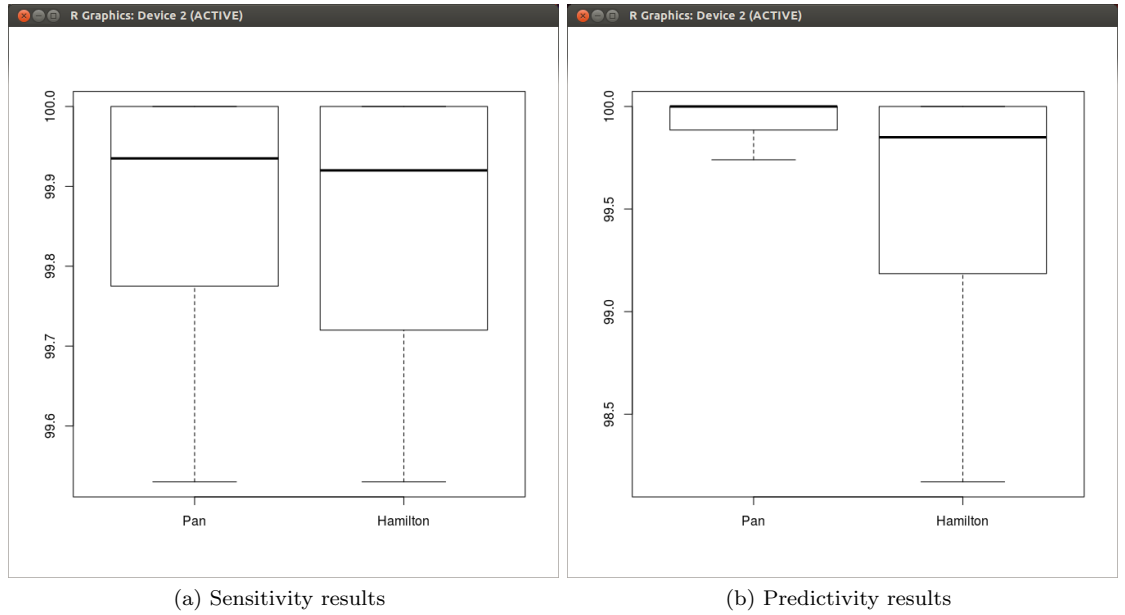 R Graphics: Device 2 (ACTIVE)
100.0
99.9
99.8
99.7
99.6
Pan Hamilton
(a) Sensitivity results
R Graphics: Device 2 (ACTIVE)
100.0
99.5
99.0
98.5
Pan Hamilton
(b) Predictivity results